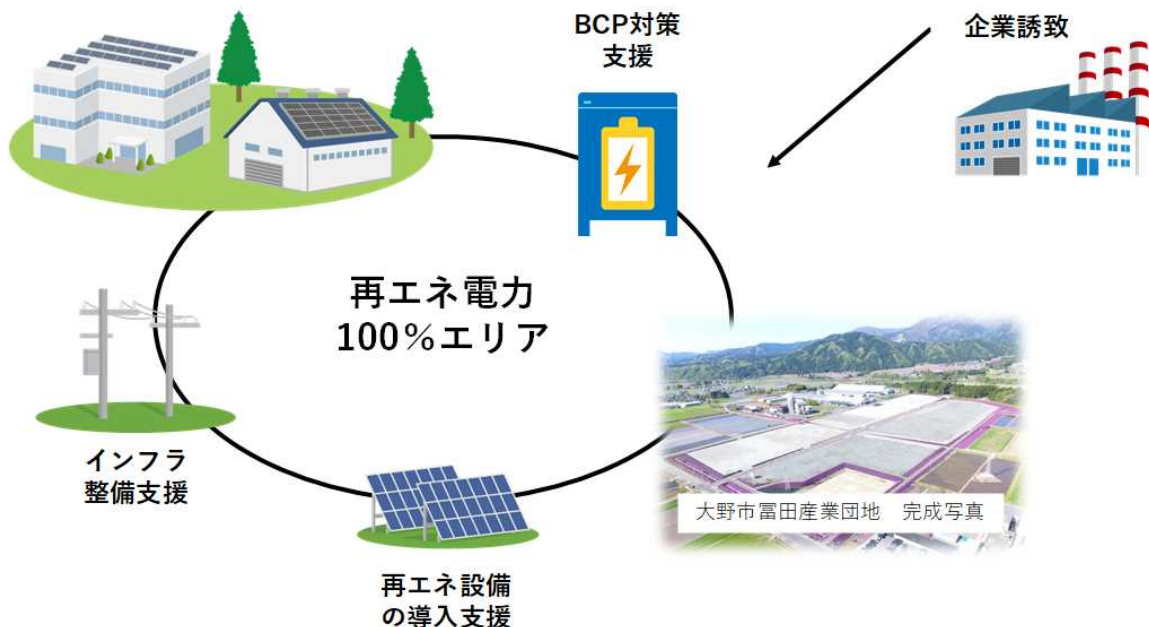 BCP対策
支援
企業誘致
再エネ電力
100%エリア
インフラ
整備支援
大野市冨田産業団地　完成写真
再エネ設備
の導入支援